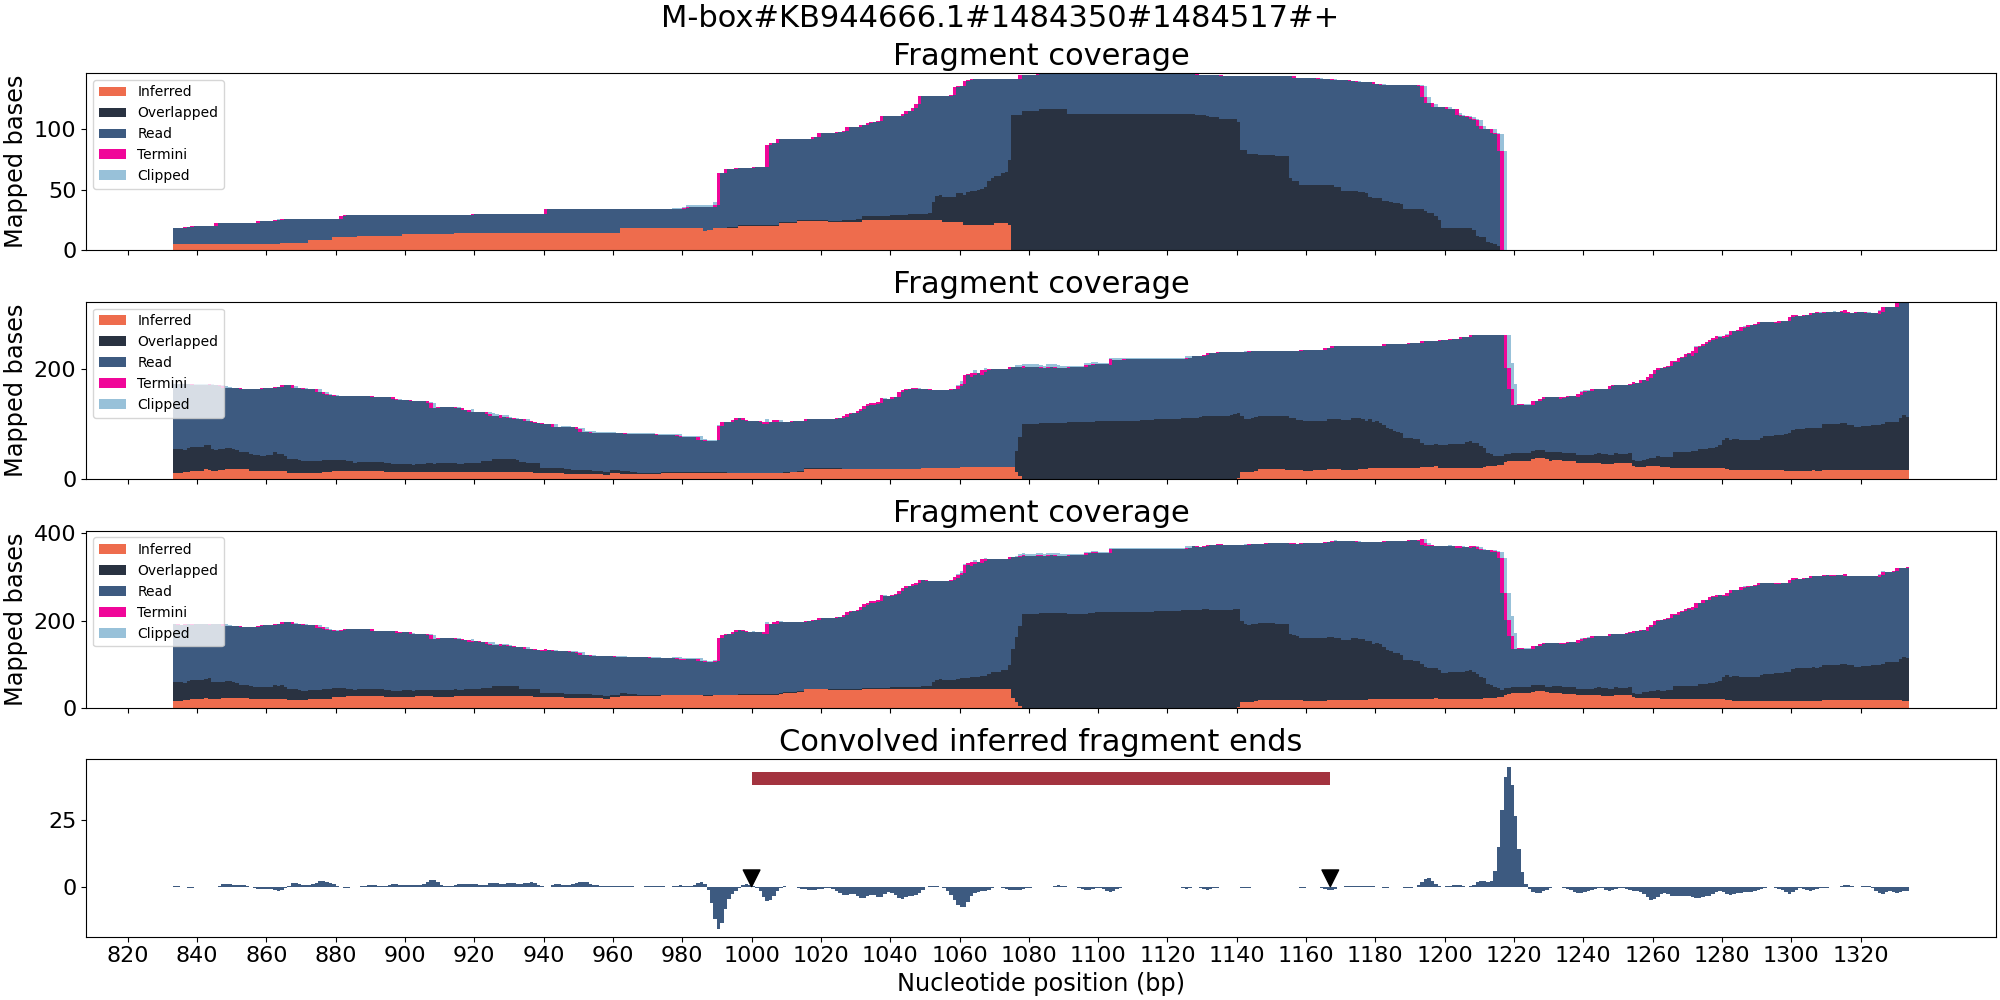 M-box#KB944666.1#1484350#1484517#+
Fragment coverage
Mapped bases
100
50
0
Inferred
Overlapped
Read
Termini
Clipped
Fragment coverage
Mapped bases
200
0
Inferred
Overlapped
Read
Termini
Clipped
Fragment coverage
Mapped bases
400
200
0
Inferred
Overlapped
Read
Termini
Clipped
Convolved inferred fragment ends
25
0
820 840 860 880 900 920 940 960 980 1000 1020 1040 1060 1080 1100 1120 1140 1160 1180 1200 1220 1240 1260 1280 1300 1320
Nucleotide position (bp)